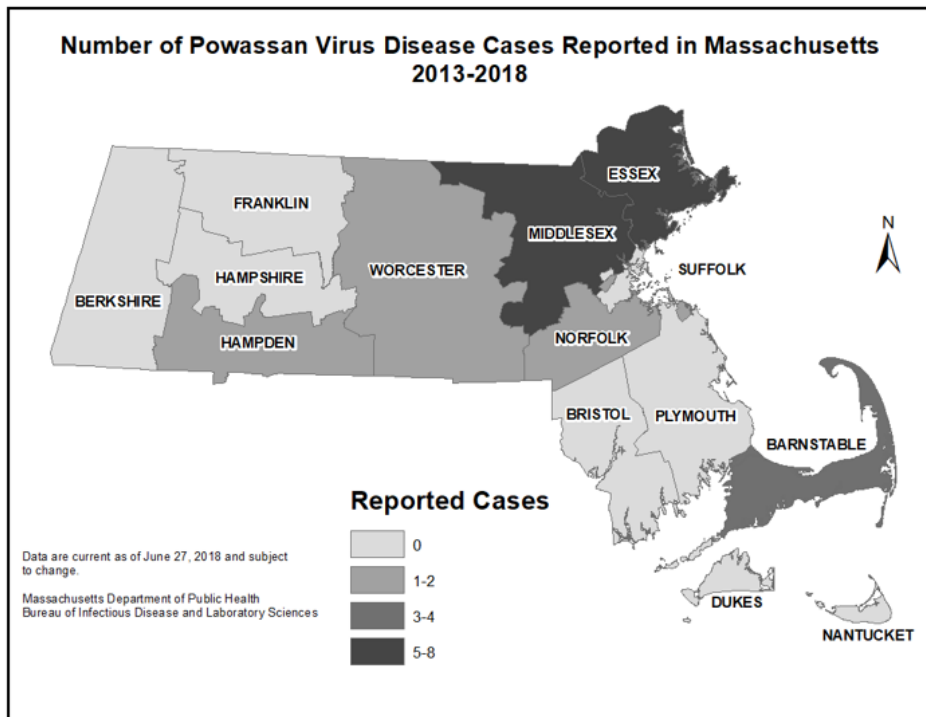 Number of Powassan Virus Disease Cases Reported in Massachusetts
2013-2018
ESSEX
FRANKLIN
MIDDLESEX
N
HAMPSHIRE
WORCESTER
SUFFOLK
BERKSHIRE
HAMPDEN
NORFOLK
BRISTOL
PLYMOUTH
BARNSTABLE
Reported Cases
0
1-2
3-4
5-8
Data are current as of June 27, 2018 and subject
to change.
Massachusetts Department of Public Health
Bureau of Infectious Disease and Laboratory Sciences
DUKES
NANTUCKET